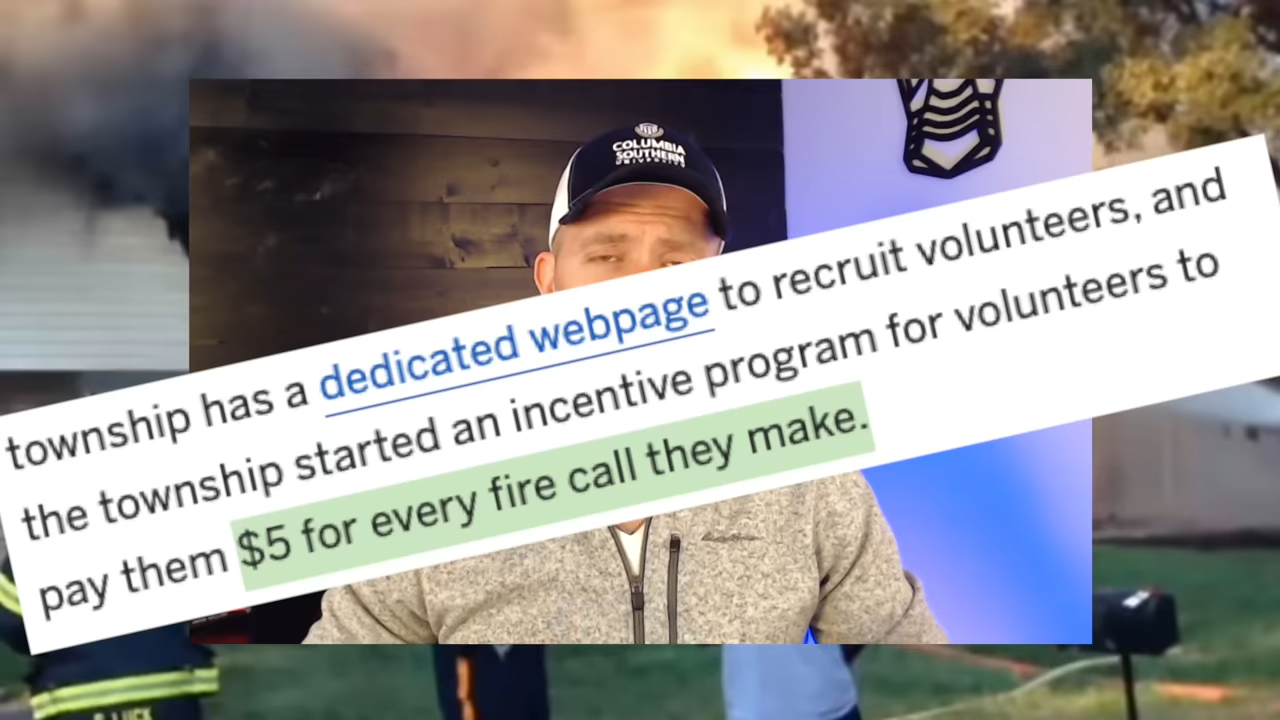 COLUMBIA
SOUTHERN
UNIVERSITY
township has a dedicated webpage to recruit volunteers, and
the township started an incentive program for volunteers to
pay them $5 for every fire call they make.